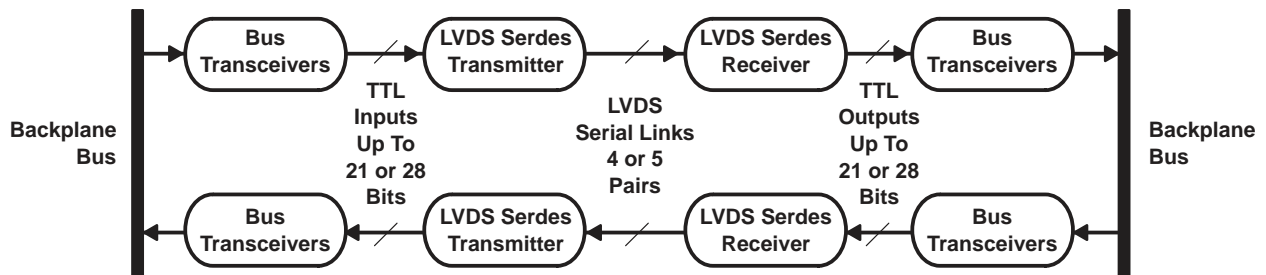 Bus
Transceivers
LVDS Serdes
Transmitter
LVDS Serdes
Receiver
Bus
Transceivers
Backplane
Bus
TTL
Inputs
Up To
21 or 28
Bits
LVDS
Serial Links
4 or 5
Pairs
TTL
Outputs
Up To
21 or 28
Bits
Backplane
Bus
Bus
Transceivers
LVDS Serdes
Transmitter
LVDS Serdes
Receiver
Bus
Transceivers